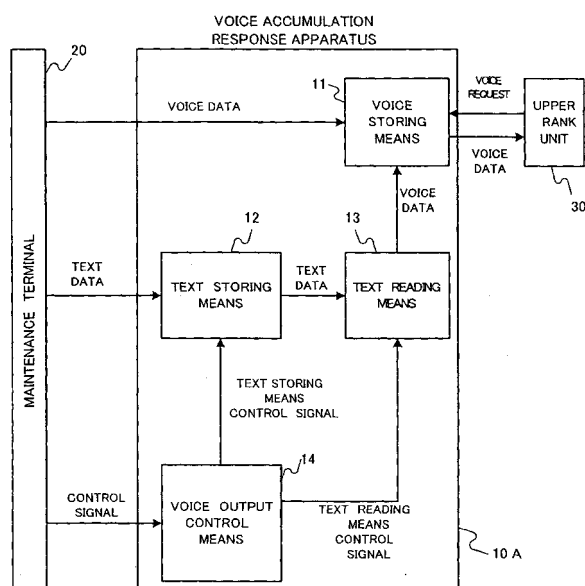 VOICE ACCUMULATION
RESPONSE APPARATUS
20
11
VOICE DATA
VOICE
STORING
MEANS
VOICE
REQUEST
UPPER
RANK
UNIT
VOICE
DATA
30
VOICE
DATA
12
13
TEXT
DATA
TEXT STORING
MEANS
TEXT
DATA
TEXT READING
MEANS
MAINTENANCE TERMINAL
TEXT STORING
MEANS
CONTROL SIGNAL
14
CONTROL
SIGNAL
VOICE OUTPUT
CONTROL
MEANS
TEXT READING
MEANS
CONTROL
SIGNAL
10 A